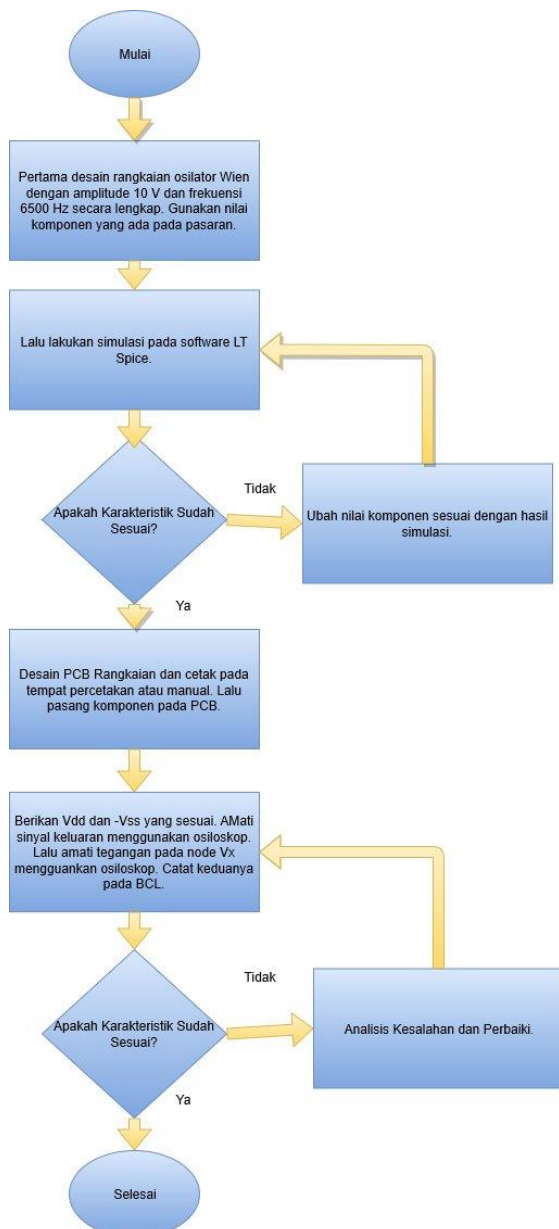 Mulai
Pertama desain rangkaian osilator Wien
dengan amplitude 10 V dan frekuensi
6500 Hz secara lengkap. Gunakan nilai
komponen yang ada pada pasaran.
Lalu lakukan simulasi pada software LT
Spice.
Apakah Karakteristik Sudah
Sesuai?
Tidak
Ubah nilai komponen sesuai dengan hasil
simulasi.
Ya
Desain PCB Rangkaian dan cetak pada
tempat percetakan atau manual. Lalu
pasang komponen pada PCB.
Berikan Vdd dan -Vss yang sesuai. AMati
sinyal keluaran menggunakan osiloskop.
Lalu amati tegangan pada node Vx
mengguankan osiloskop. Catat keduanya
pada BCL.
Apakah Karakteristik Sudah
Sesuai?
Tidak
Analisis Kesalahan dan Perbaiki.
Ya
Selesai